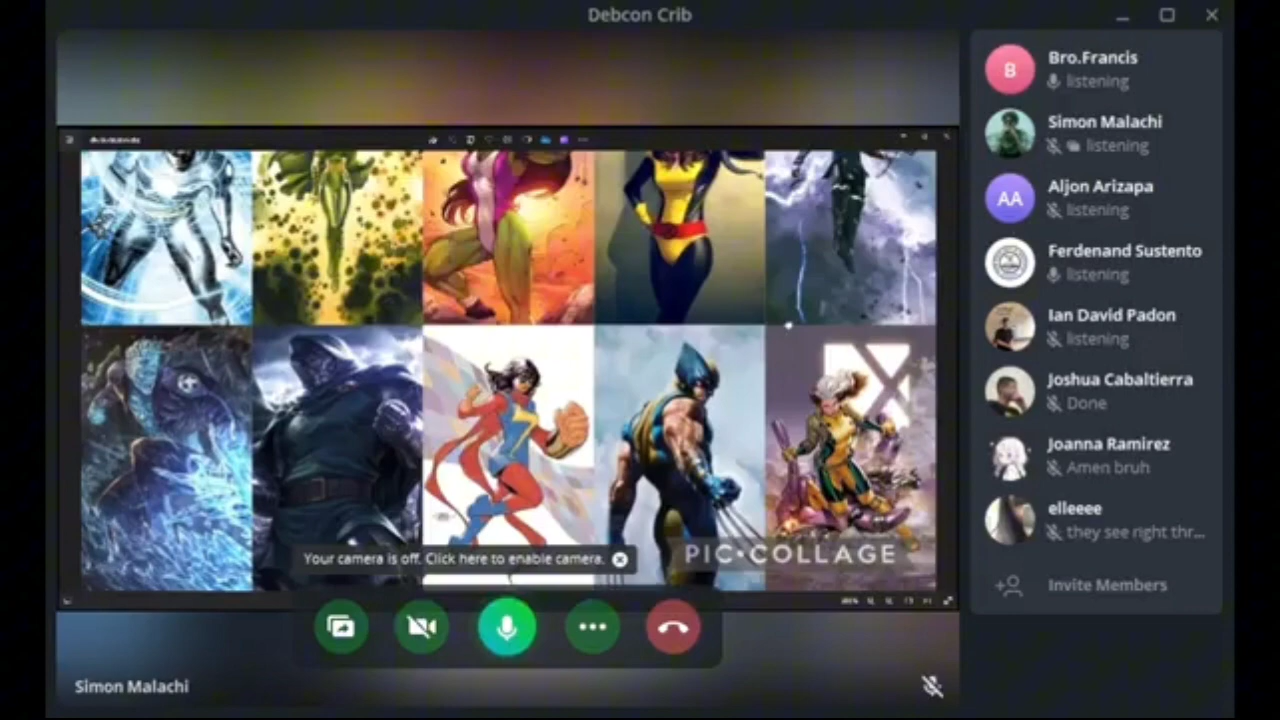 Debcon Crib
B
Bro.Francis
listening
Simon Malachi
listening
AA
Aljon Arizapa
listening
Ferdenand Sustento
listening
Ian David Padon
listening
Joshua Cabaltierra
Done
Joanna Ramirez
Amen bruh
elleeee
they see right thr...
Invite Members
PIC•COLLAGE
Your camera is off. Click here to enable camera.
Simon Malachi